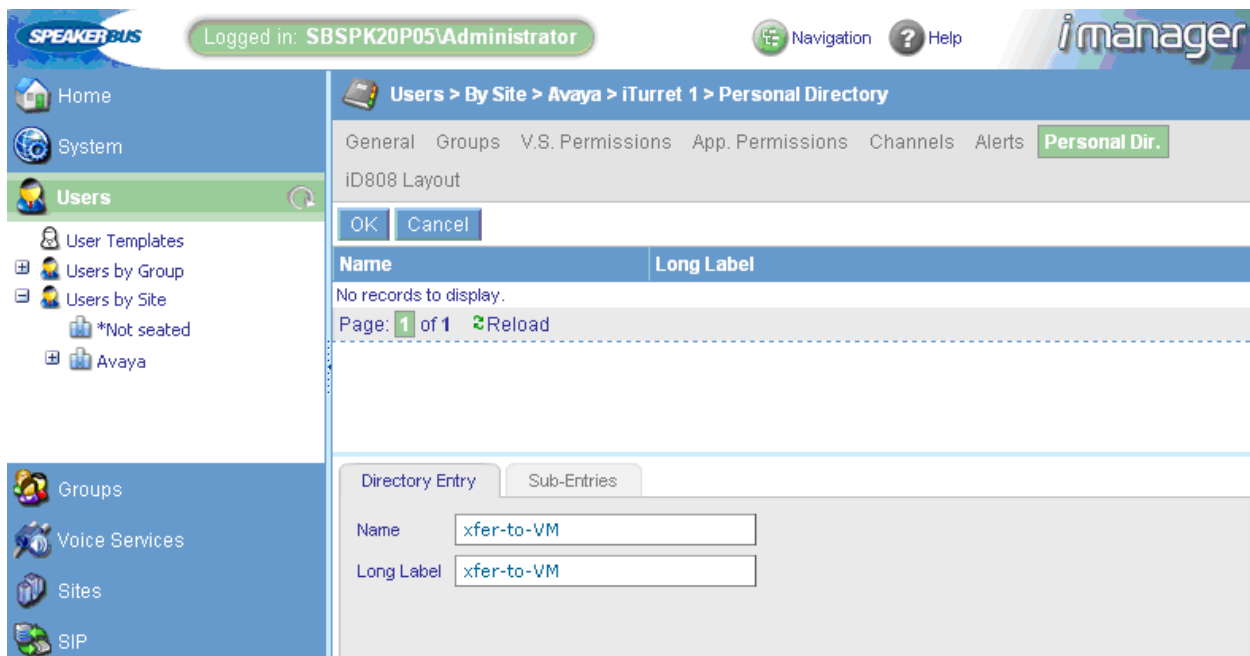 SPEAKERBUS
Logged in: SBSPK20P05\Administrator
Navigation
Help
imanager
Home
System
Users
User Templates
Users by Group
Users by Site
*Not seated
Avaya
Groups
Voice Services
Sites
SIP
Users > By Site > Avaya > iTurret 1 > Personal Directory
General Groups V.S. Permissions App. Permissions Channels Alerts Personal Dir.
iD808 Layout
OK Cancel
Name Long Label
No records to display.
Page: 1 of 1 Reload
Directory Entry Sub-Entries
Name xfer-to-VM
Long Label xfer-to-VM